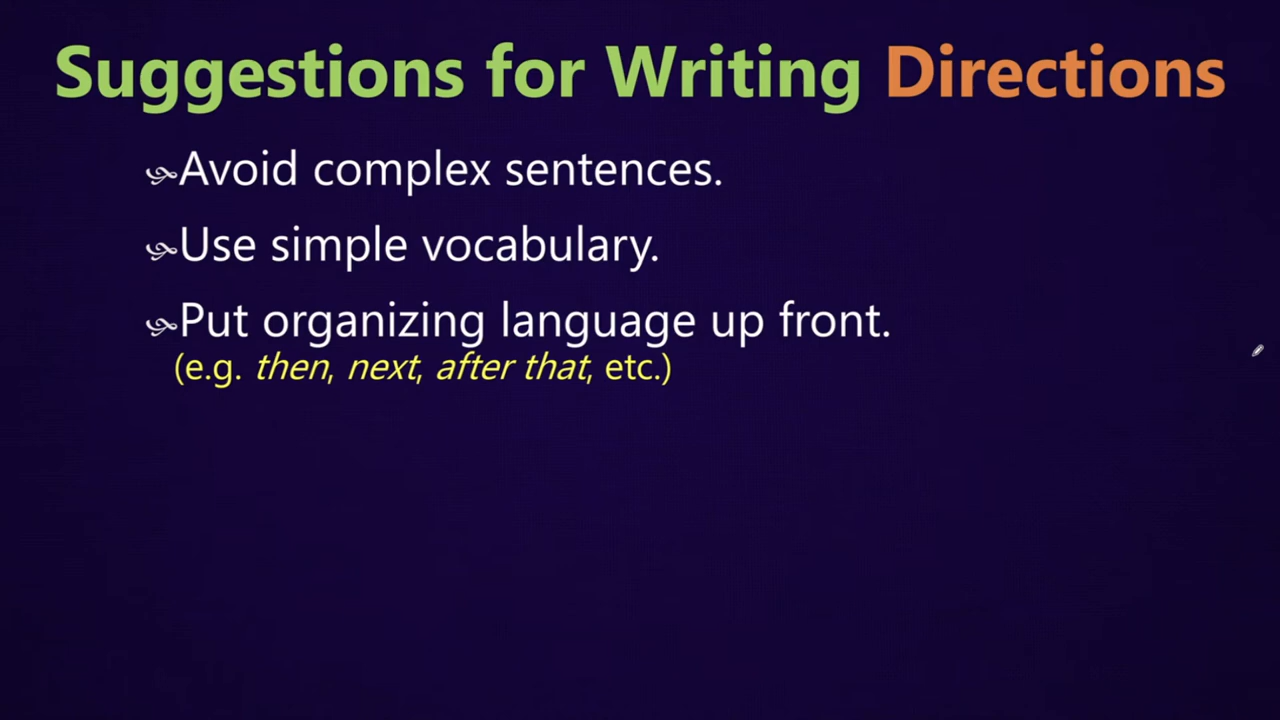 Suggestions for Writing Directions
Avoid complex sentences.
Use simple vocabulary.
Put organizing language up front.
(e.g. then, next, after that, etc.)